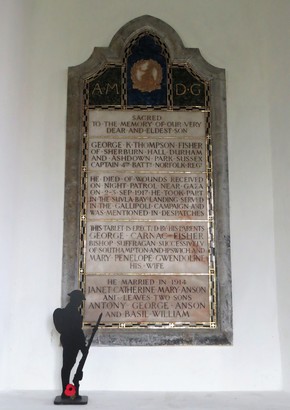 A M D G
SACRED
TO THE MEMORY OF OUR VERY
DEAR AND ELDEST SON
GEORGE K·THOMPSON FISHER
OF SHERBURN HALL DURHAM
AND ASHDOWN PARK SUSSEX
CAPTAIN 4TH BATTN NORFOLK REGT
HE DIED OF WOUNDS RECEIVED
ON NIGHT PATROL NEAR GAZA
ON 2-3 SEP 1917 HE TOOK PART
IN THE SUVLA BAY LANDING SERVED
IN THE GALLIPOLI CAMPAIGN AND
WAS MENTIONED IN DESPATCHES
THIS TABLET IS ERECTED BY HIS PARENTS
GEORGE CARNAC FISHER
BISHOP SUFFRAGAN SUCCESSIVELY
OF SOUTHAMPTON AND IPSWICH AND
MARY PENELOPE GWENDOLINE
HIS WIFE
HE MARRIED IN 1914
JANET CATHERINE MARY ANSON
AND LEAVES TWO SONS
ANTONY GEORGE ANSON
AND BASIL WILLIAM